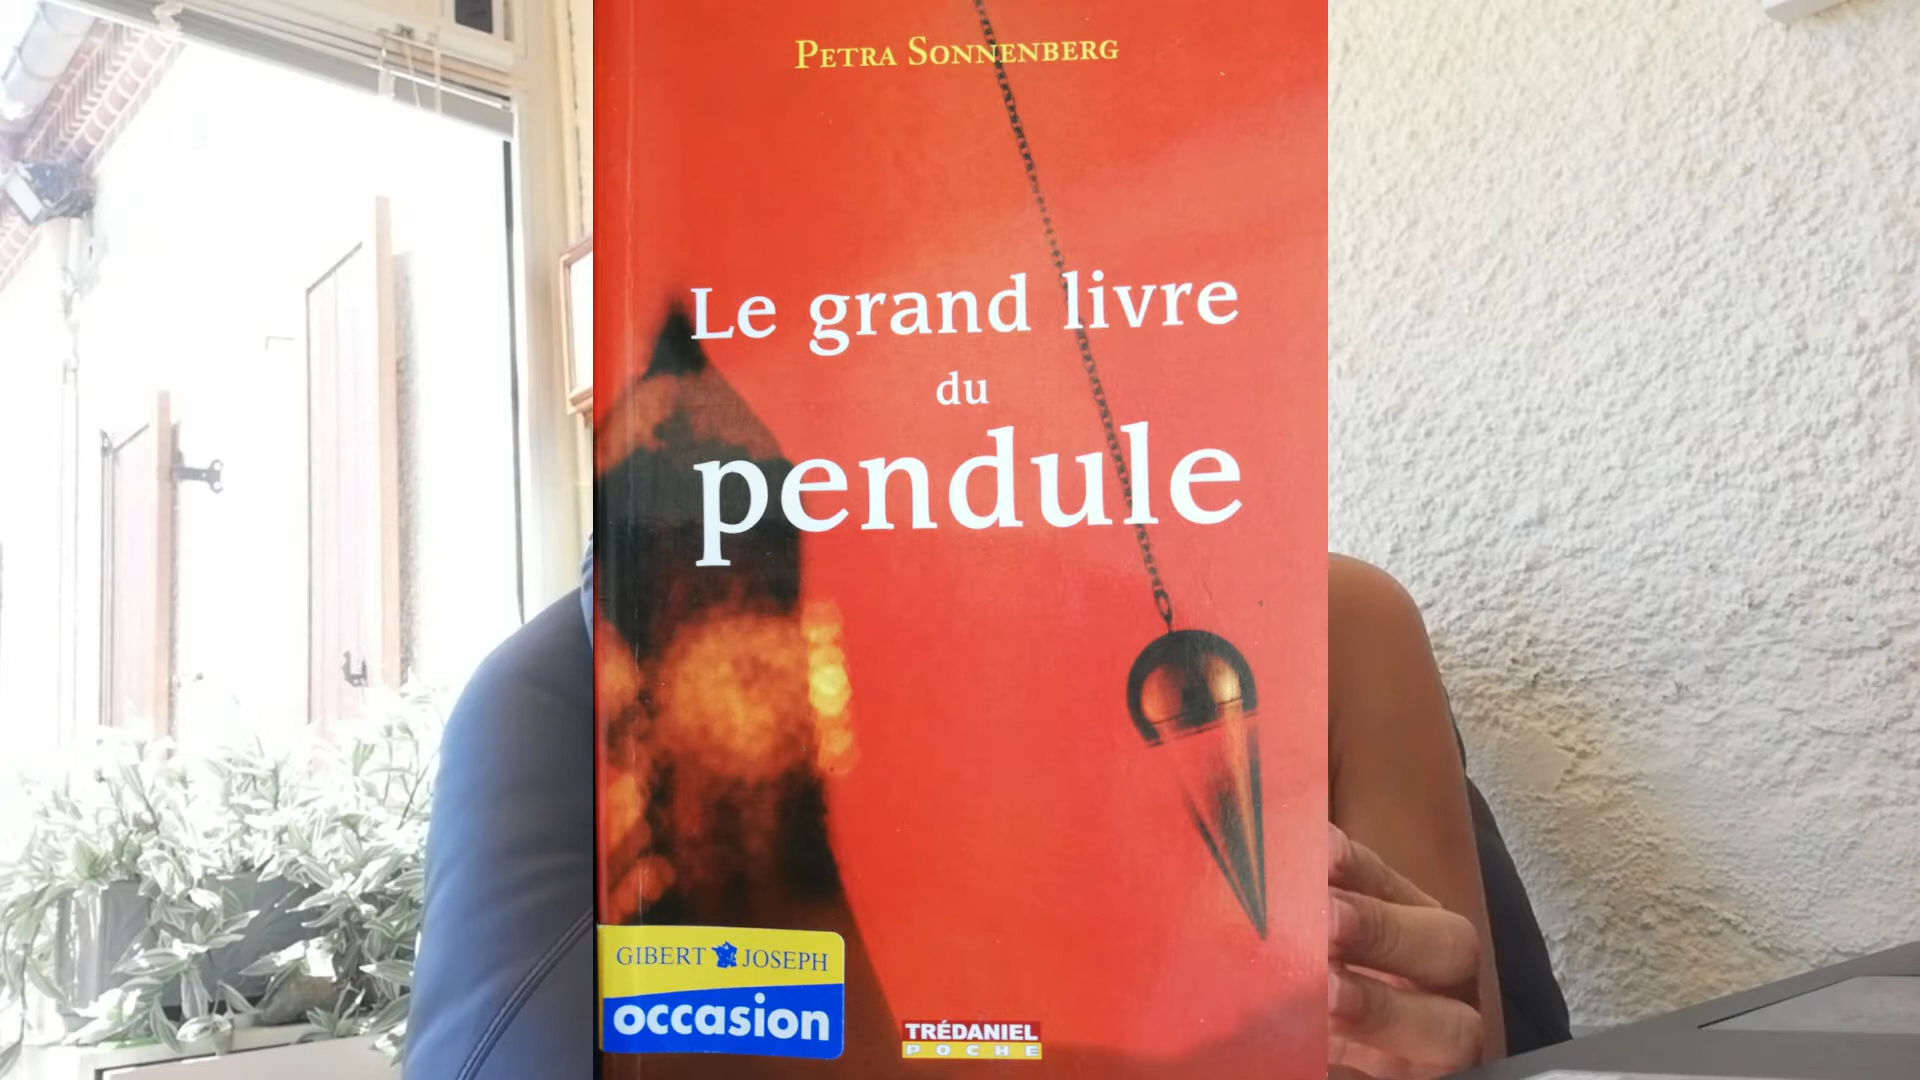 PETRA SONNENBERG
Le grand livre
du
pendule
GIBERT JOSEPH
occasion
TRÉDANIEL
POCHE